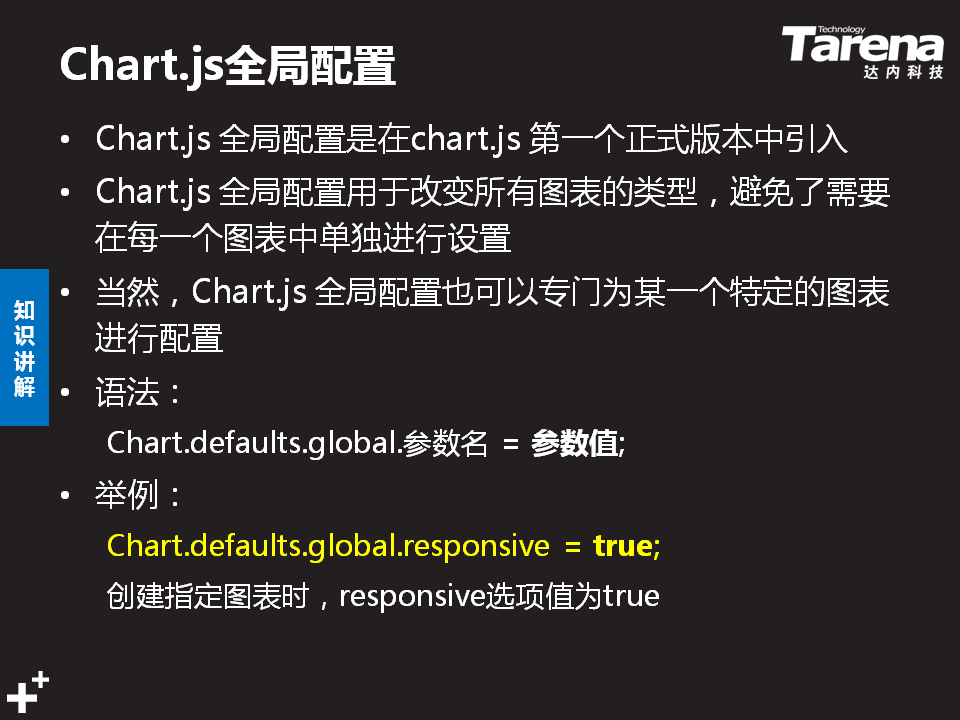 Chart.js全局配置
Technology
Tarena
达内科技
• Chart.js 全局配置是在chart.js 第一个正式版本中引入
• Chart.js 全局配置用于改变所有图表的类型，避免了需要
在每一个图表中单独进行设置
• 当然，Chart.js 全局配置也可以专门为某一个特定的图表
进行配置
• 语法：
Chart.defaults.global.参数名 = 参数值;
• 举例：
Chart.defaults.global.responsive = true;
创建指定图表时，responsive选项值为true
知
识
讲
解